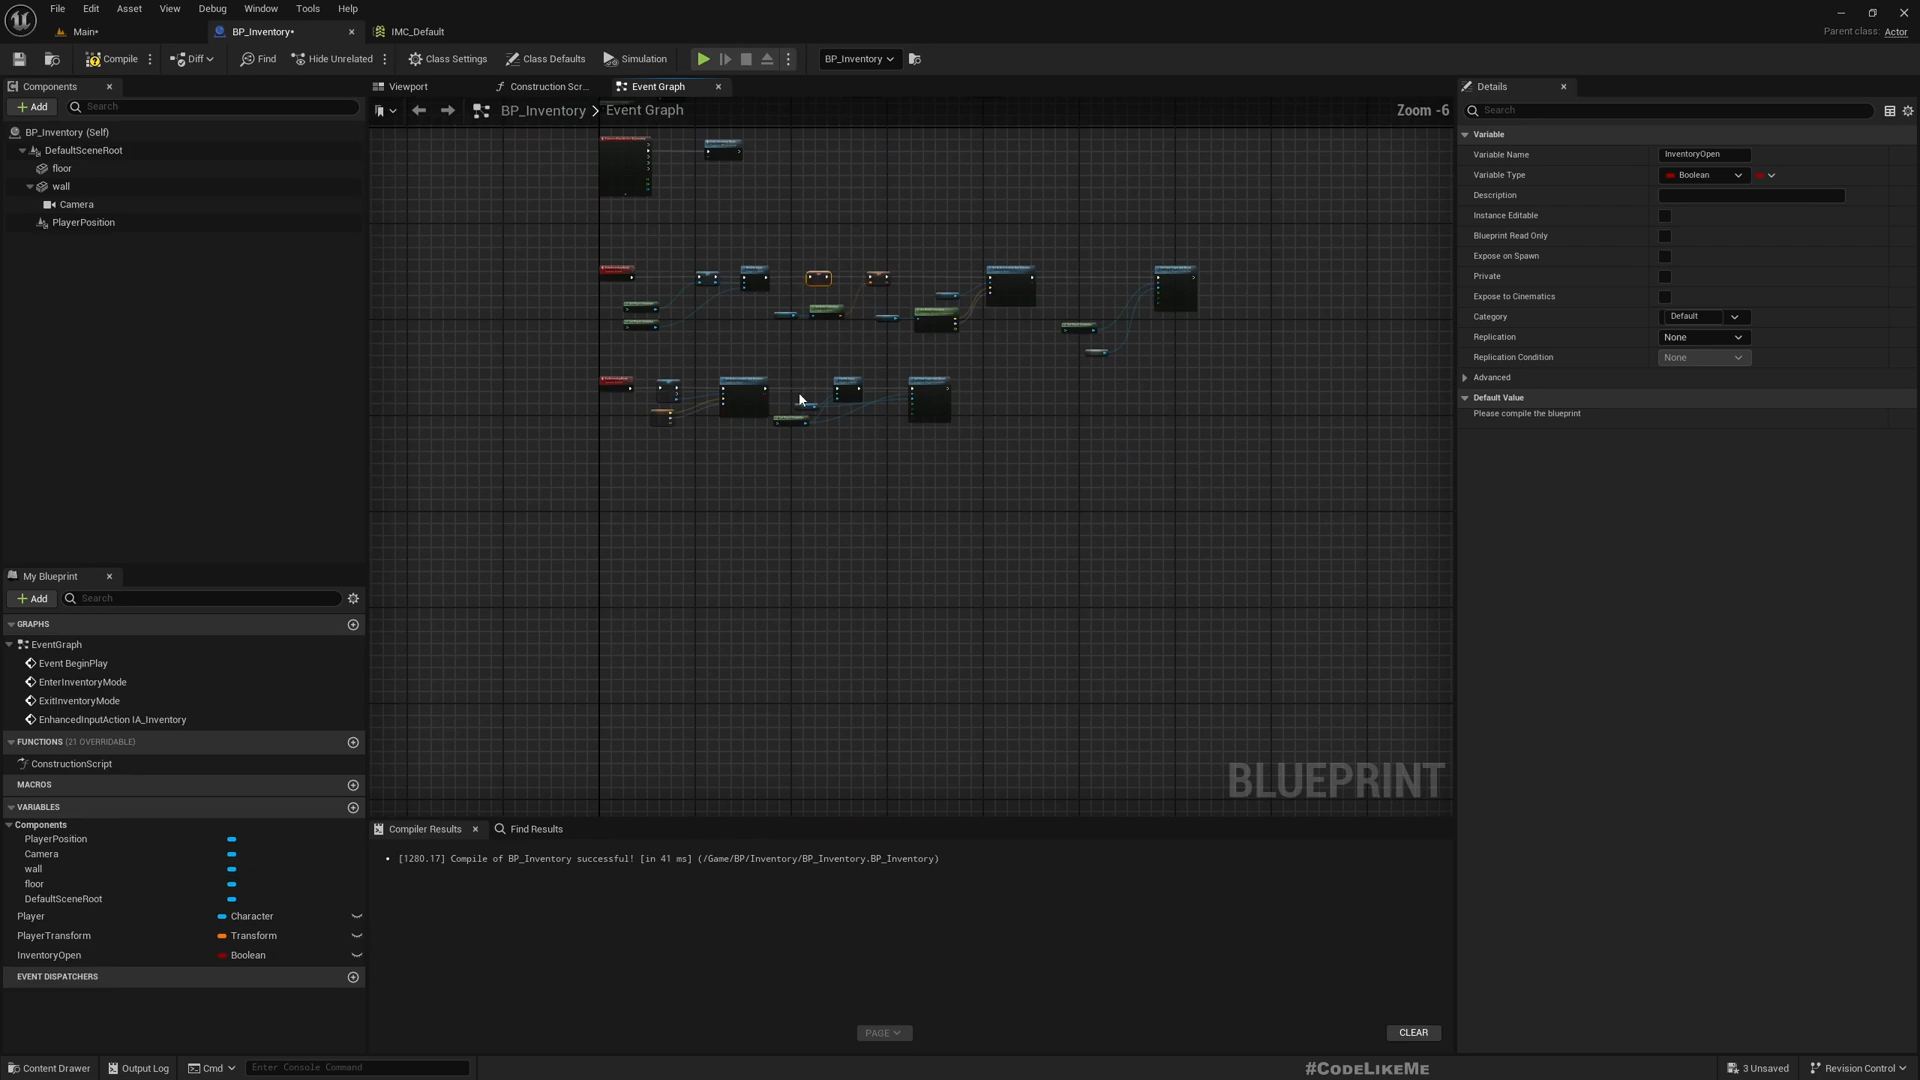 File Edit Asset View Debug Window Tools Help
Main• BP_Inventory• IMC_Default
Parent class: Actor
Compile Diff Find Hide Unrelated Class Settings Class Defaults Simulation BP_Inventory
Components
Add Search
BP_Inventory (Self)
DefaultSceneRoot
floor
wall
Camera
PlayerPosition
My Blueprint
Add Search
GRAPHS
EventGraph
Event BeginPlay
EnterInventoryMode
ExitInventoryMode
EnhancedInputAction IA_Inventory
FUNCTIONS (21 OVERRIDABLE)
ConstructionScript
MACROS
VARIABLES
Components
PlayerPosition
Camera
wall
floor
DefaultSceneRoot
Player Character
PlayerTransform Transform
InventoryOpen Boolean
EVENT DISPATCHERS
Viewport Construction Scr... Event Graph
BP_Inventory > Event Graph Zoom -6
BLUEPRINT
Compiler Results Find Results
• [1280.17] Compile of BP_Inventory successful! [in 41 ms] (/Game/BP/Inventory/BP_Inventory.BP_Inventory)
PAGE CLEAR
Details
Search
Variable
Variable Name InventoryOpen
Variable Type Boolean
Description
Instance Editable
Blueprint Read Only
Expose on Spawn
Private
Expose to Cinematics
Category Default
Replication None
Replication Condition None
Advanced
Default Value
Please compile the blueprint
Content Drawer Output Log Cmd Enter Console Command #CODELIKEME 3 Unsaved Revision Control